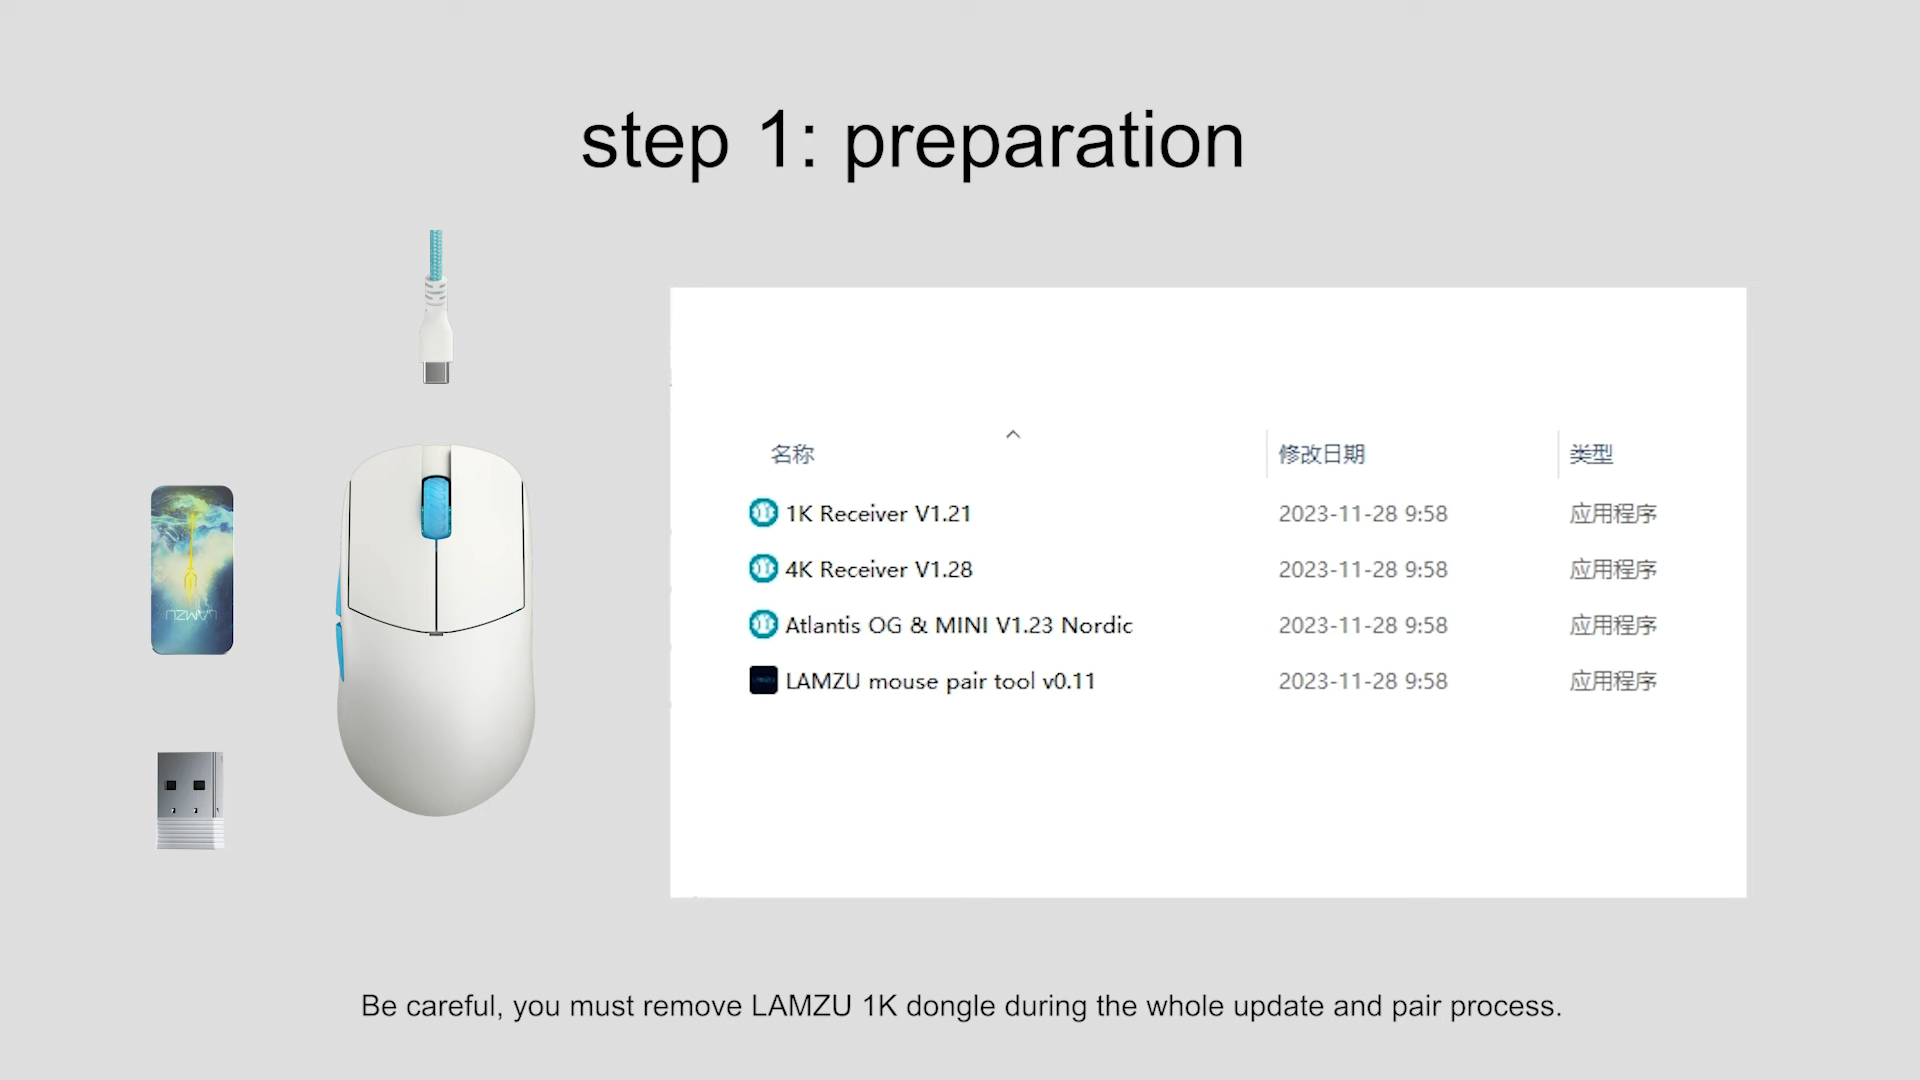 step 1: preparation
名称 修改日期 类型
1K Receiver V1.21 2023-11-28 9:58 应用程序
4K Receiver V1.28 2023-11-28 9:58 应用程序
Atlantis OG & MINI V1.23 Nordic 2023-11-28 9:58 应用程序
LAMZU mouse pair tool v0.11 2023-11-28 9:58 应用程序
LAMZU
Be careful, you must remove LAMZU 1K dongle during the whole update and pair process.